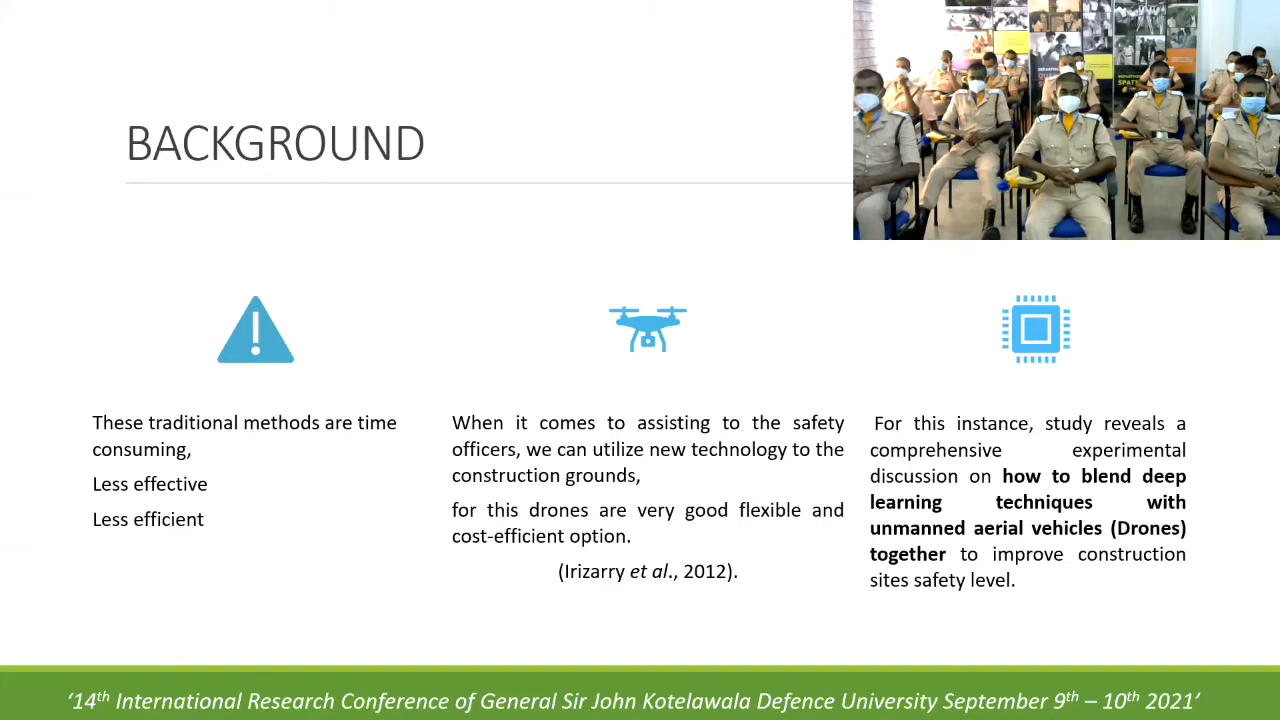 BACKGROUND
These traditional methods are time
consuming,
Less effective
Less efficient
When it comes to assisting to the safety
officers, we can utilize new technology to the
construction grounds,
for this drones are very good flexible and
cost-efficient option.
(Irizarry et al., 2012).
For this instance, study reveals a
comprehensive experimental
discussion on how to blend deep
learning techniques with
unmanned aerial vehicles (Drones)
together to improve construction
sites safety level.
‘14th International Research Conference of General Sir John Kotelawala Defence University September 9th – 10th 2021‘